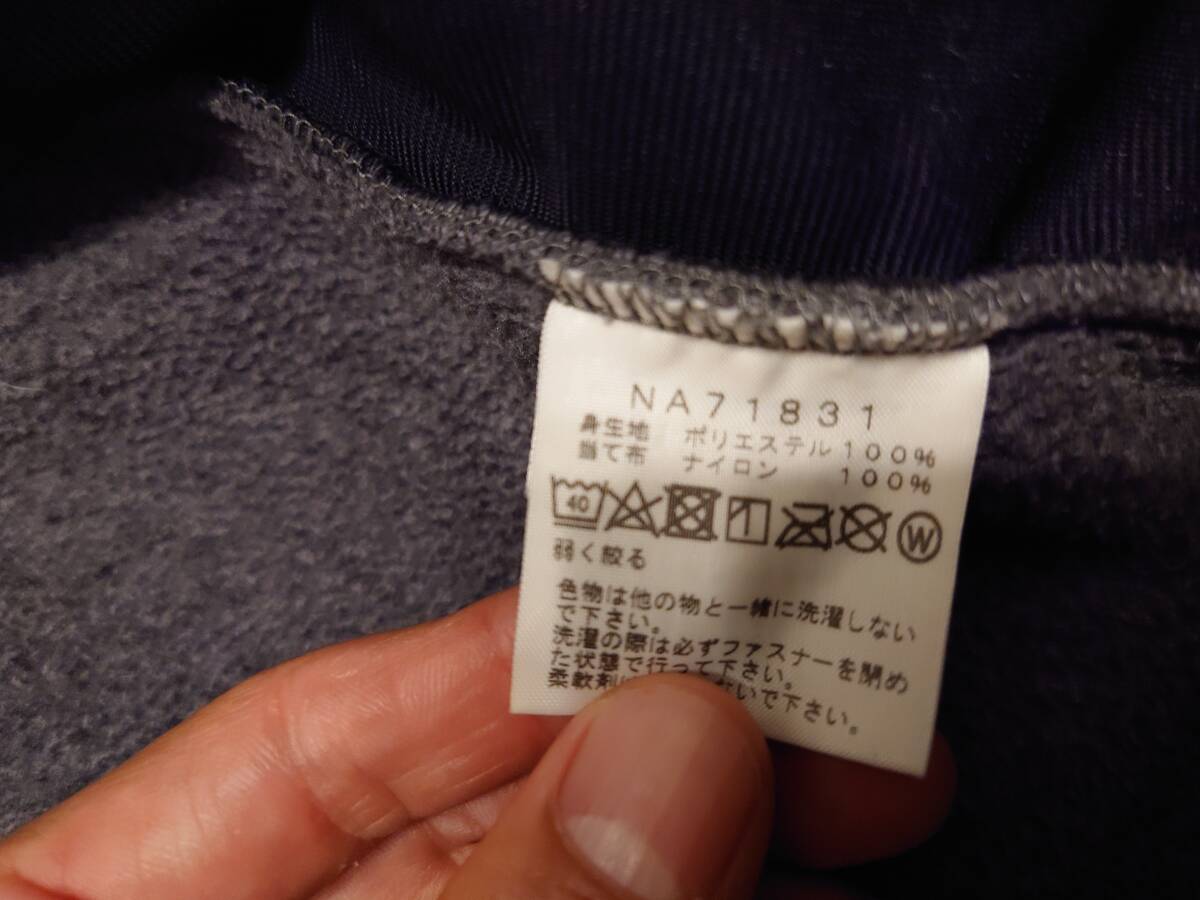 NA71831
身生地 ポリエステル 100%
当て布 ナイロン 100%
40 W
弱く絞る
色物は他の物と一緒に洗濯しない
で下さい。
洗濯の際は必ずファスナーを閉め
た状態で行って下さい。
柔軟剤 いで下さい。